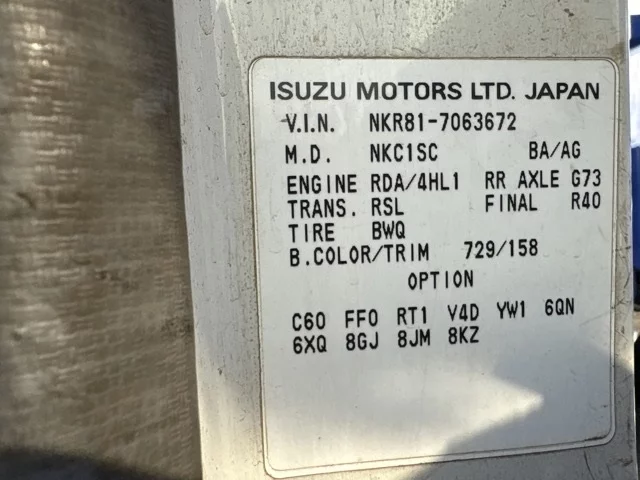 ISUZU MOTORS LTD. JAPAN
V.I.N. NKR81-7063672
M.D. NKC1SC BA/AG
ENGINE RDA/4HL1 RR AXLE G73
TRANS. RSL FINAL R40
TIRE BWQ
B.COLOR/TRIM 729/158
OPTION
C60 FF0 RT1 V4D YW1 6QN
6XQ 8GJ 8JM 8KZ